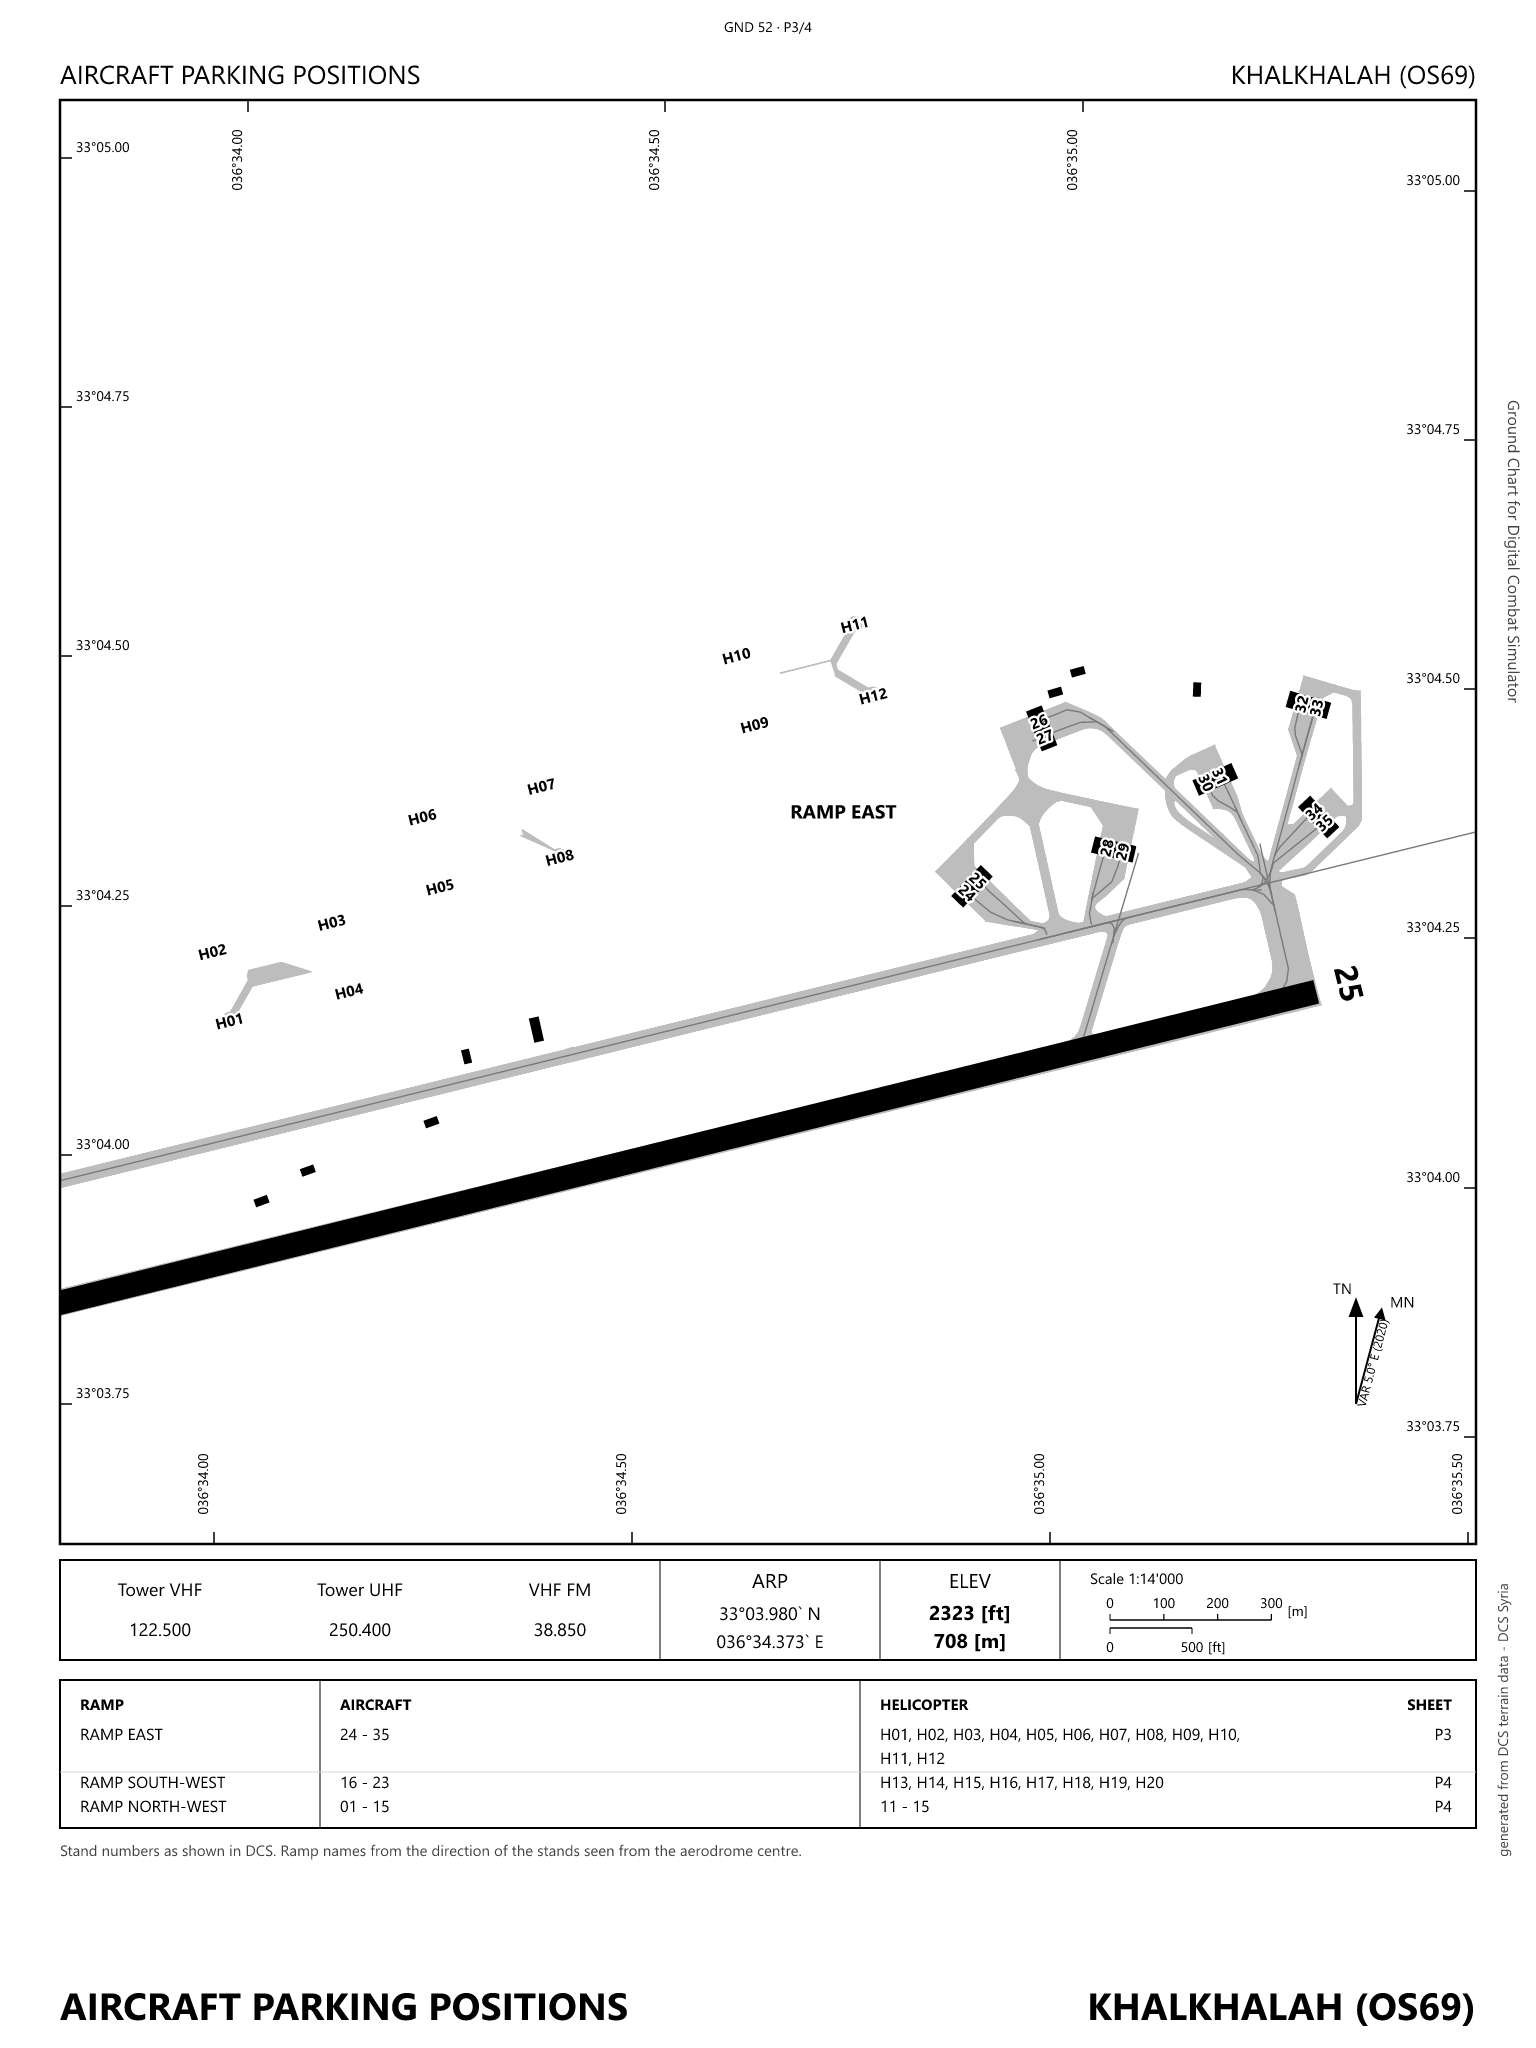 GND 52 · P3/4
AIRCRAFT PARKING POSITIONS
KHALKHALAH (OS69)
036°34.00
036°34.50
036°35.00
33°05.00
33°05.00
33°04.75
33°04.75
33°04.50
33°04.50
33°04.25
33°04.25
33°04.00
33°04.00
33°03.75
33°03.75
H11
H10
H12
H09
H07
H06
H08
H05
H03
H02
H04
H01
RAMP EAST
26
27
32
33
30
31
34
35
28
29
25
24
25
TN
MN
VAR 5.0° E (2020)
036°34.00
036°34.50
036°35.00
036°35.50
Ground Chart for Digital Combat Simulator
Tower VHF
122.500
Tower UHF
250.400
VHF FM
38.850
ARP
33°03.980` N
036°34.373` E
ELEV
2323 [ft]
708 [m]
Scale 1:14'000
0 100 200 300 [m]
0 500 [ft]
RAMP AIRCRAFT HELICOPTER SHEET
RAMP EAST 24 - 35 H01, H02, H03, H04, H05, H06, H07, H08, H09, H10, P3
H11, H12
RAMP SOUTH-WEST 16 - 23 H13, H14, H15, H16, H17, H18, H19, H20 P4
RAMP NORTH-WEST 01 - 15 11 - 15 P4
Stand numbers as shown in DCS. Ramp names from the direction of the stands seen from the aerodrome centre.
generated from DCS terrain data - DCS Syria
AIRCRAFT PARKING POSITIONS
KHALKHALAH (OS69)